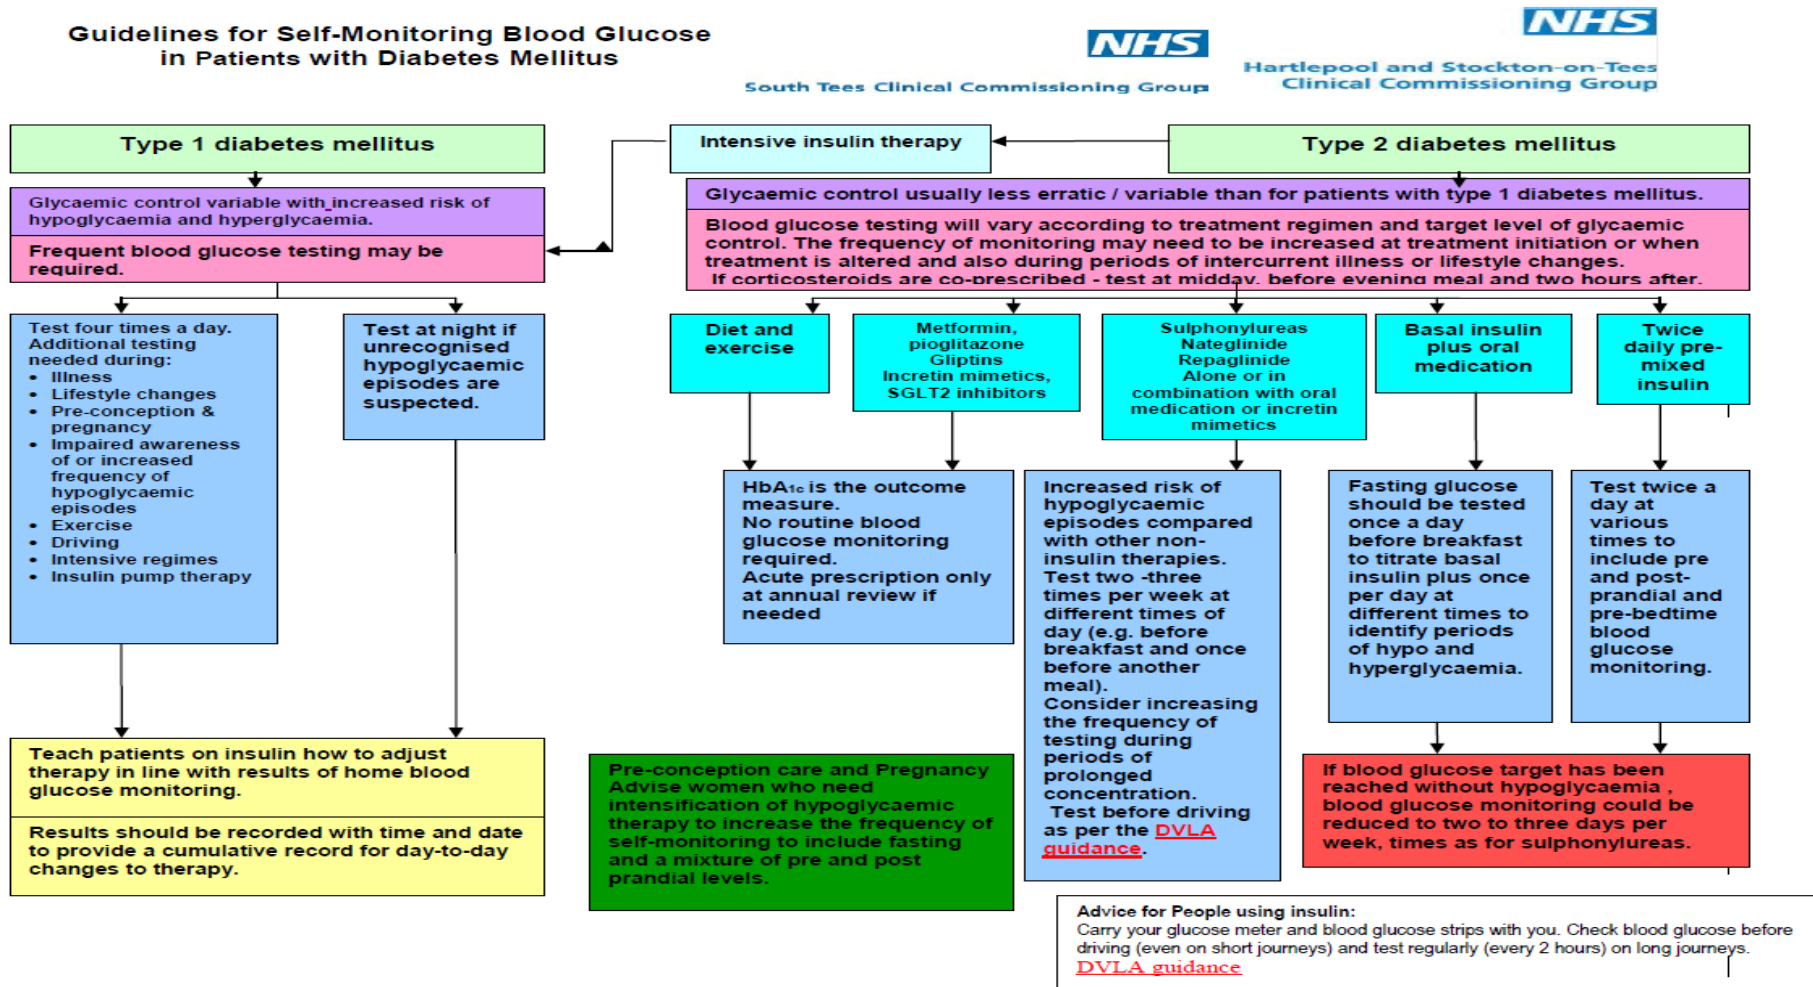 Guidelines for Self-Monitoring Blood Glucose
in Patients with Diabetes Mellitus
NHS
South Tees Clinical Commissioning Group
NHS
Hartlepool and Stockton-on-Tees
Clinical Commissioning Group
Type 1 diabetes mellitus
Intensive insulin therapy
Type 2 diabetes mellitus
Glycaemic control variable with increased risk of
hypoglycaemia and hyperglycaemia.
Frequent blood glucose testing may be
required.
Glycaemic control usually less erratic / variable than for patients with type 1 diabetes mellitus.
Blood glucose testing will vary according to treatment regimen and target level of glycaemic
control. The frequency of monitoring may need to be increased at treatment initiation or when
treatment is altered and also during periods of intercurrent illness or lifestyle changes.
If corticosteroids are co-prescribed - test at midday, before evening meal and two hours after.
Test four times a day.
Additional testing
needed during:
• Illness
• Lifestyle changes
• Pre-conception &
pregnancy
• Impaired awareness
of or increased
frequency of
hypoglycaemic
episodes
• Exercise
• Driving
• Intensive regimes
• Insulin pump therapy
Test at night if
unrecognised
hypoglycaemic
episodes are
suspected.
Diet and
exercise
Metformin,
pioglitazone
Gliptins
Incretin mimetics,
SGLT2 inhibitors
Sulphonylureas
Nateglinide
Repaglinide
Alone or in
combination with oral
medication or incretin
mimetics
Basal insulin
plus oral
medication
Twice
daily pre-
mixed
insulin
HbA1c is the outcome
measure.
No routine blood
glucose monitoring
required.
Acute prescription only
at annual review if
needed
Increased risk of
hypoglycaemic
episodes compared
with other non-
insulin therapies.
Test two -three
times per week at
different times of
day (e.g. before
breakfast and once
before another
meal).
Consider increasing
the frequency of
testing during
periods of
prolonged
concentration.
Test before driving
as per the DVLA
guidance.
Fasting glucose
should be tested
once a day
before breakfast
to titrate basal
insulin plus once
per day at
different times to
identify periods
of hypo and
hyperglycaemia.
Test twice a
day at
various
times to
include pre
and post-
prandial and
pre-bedtime
blood
glucose
monitoring.
Teach patients on insulin how to adjust
therapy in line with results of home blood
glucose monitoring.
Results should be recorded with time and date
to provide a cumulative record for day-to-day
changes to therapy.
Pre-conception care and Pregnancy
Advise women who need
intensification of hypoglycaemic
therapy to increase the frequency of
self-monitoring to include fasting
and a mixture of pre and post
prandial levels.
If blood glucose target has been
reached without hypoglycaemia ,
blood glucose monitoring could be
reduced to two to three days per
week, times as for sulphonylureas.
Advice for People using insulin:
Carry your glucose meter and blood glucose strips with you. Check blood glucose before
driving (even on short journeys) and test regularly (every 2 hours) on long journeys.
DVLA guidance